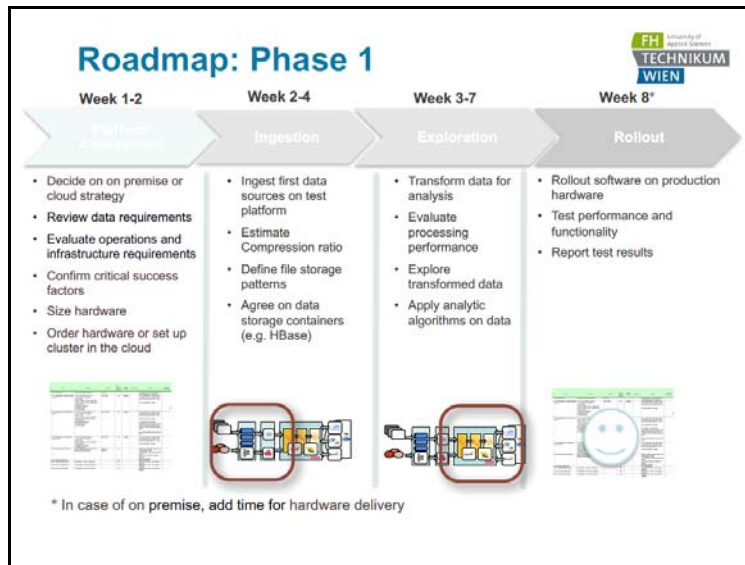 Roadmap: Phase 1
FH University of
Applied Sciences
TECHNIKUM
WIEN
Week 1-2
Week 2-4
Week 3-7
Week 8*
Platform
Assessment
Ingestion
Exploration
Rollout
• Decide on on premise or
cloud strategy
• Review data requirements
• Evaluate operations and
infrastructure requirements
• Confirm critical success
factors
• Size hardware
• Order hardware or set up
cluster in the cloud
• Ingest first data
sources on test
platform
• Estimate
Compression ratio
• Define file storage
patterns
• Agree on data
storage containers
(e.g. HBase)
• Transform data for
analysis
• Evaluate
processing
performance
• Explore
transformed data
• Apply analytic
algorithms on data
• Rollout software on production
hardware
• Test performance and
functionality
• Report test results
* In case of on premise, add time for hardware delivery